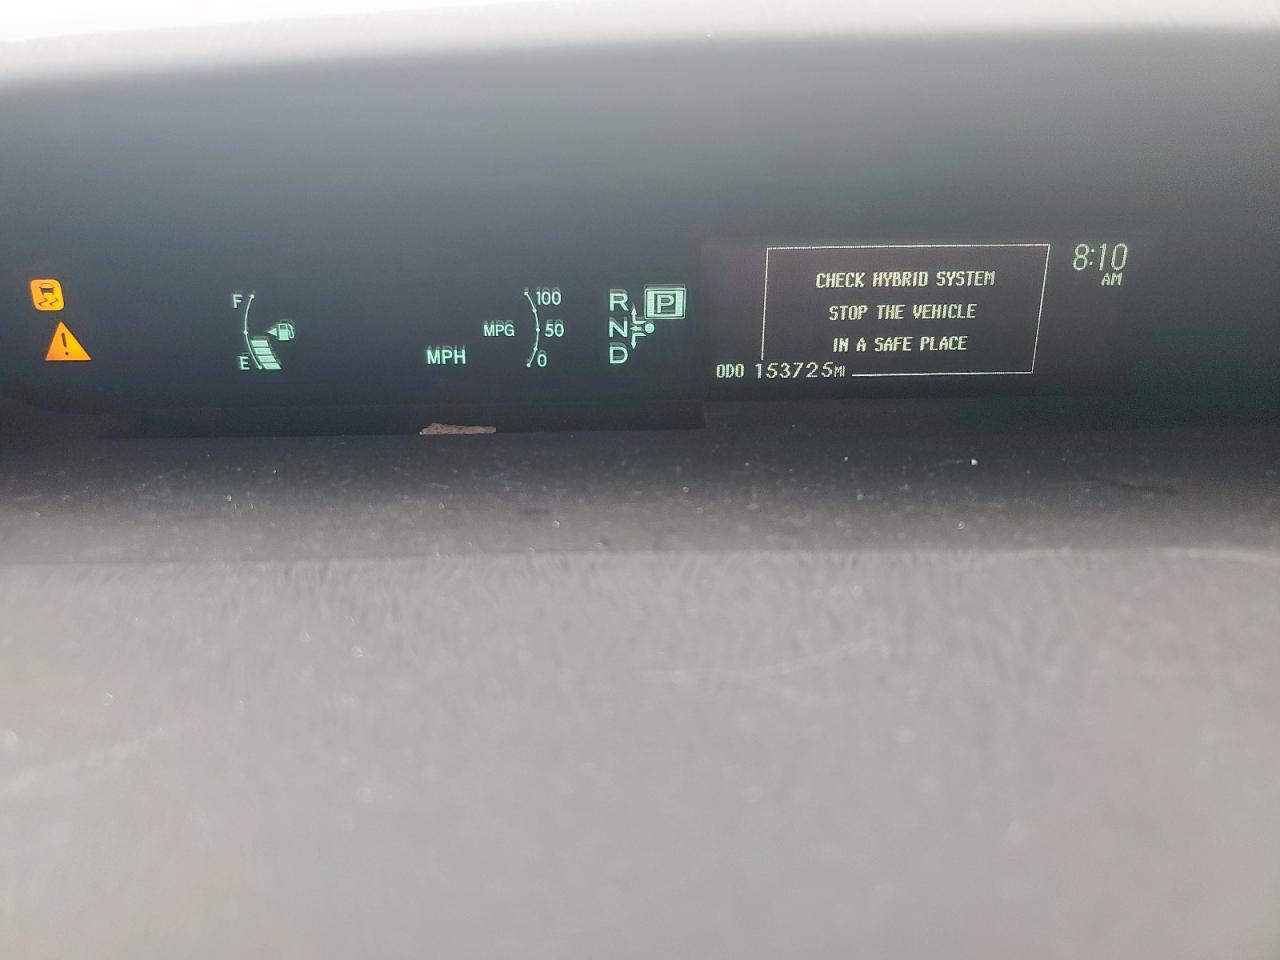 F
E
MPH
MPG
100
50
0
R
P
N
D
CHECK HYBRID SYSTEM
STOP THE VEHICLE
IN A SAFE PLACE
ODO 153725MI
8:10
AM